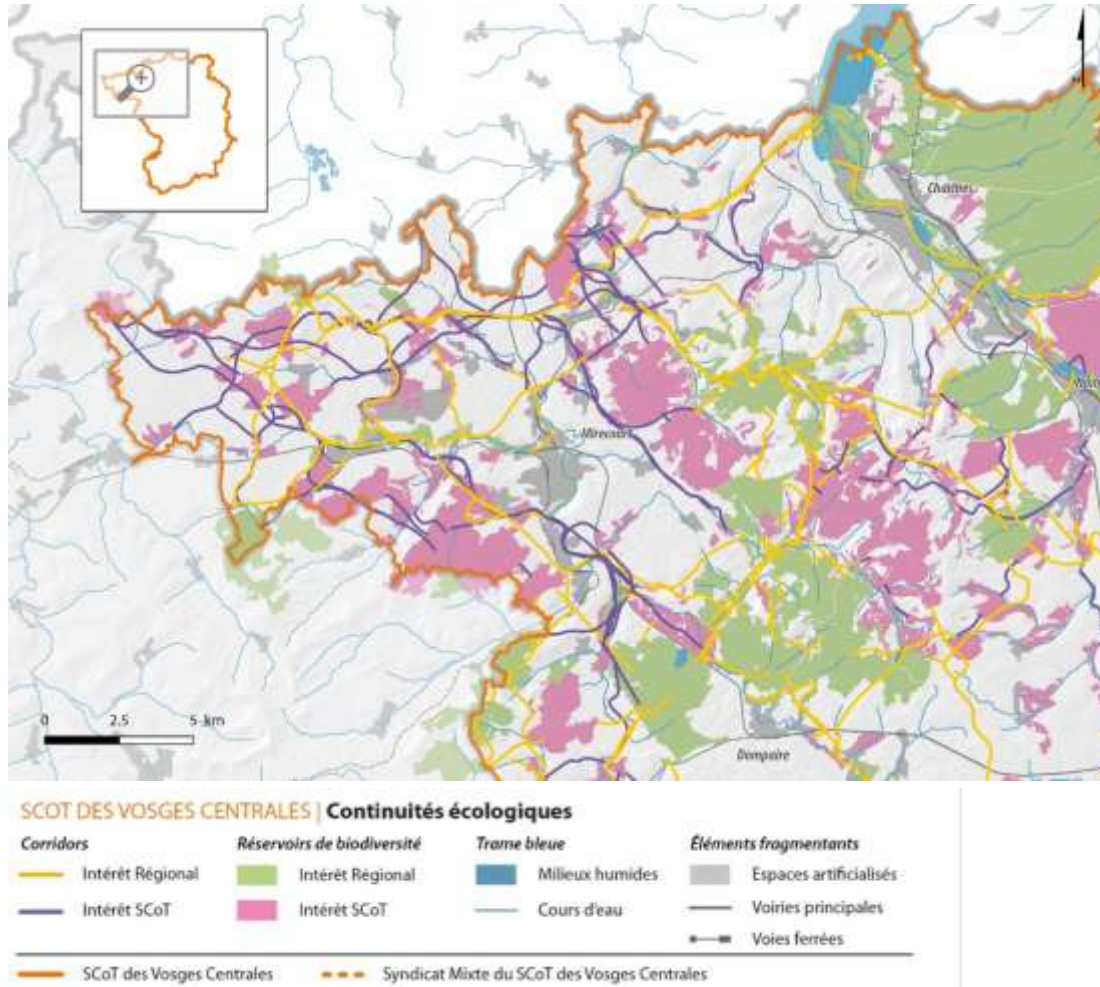 Charmes
Mirecourt
Dompaire
0 2.5 5 km
SCOT DES VOSGES CENTRALES | Continuités écologiques
Corridors
Intérêt Régional
Intérêt SCoT
Réservoirs de biodiversité
Intérêt Régional
Intérêt SCoT
Trame bleue
Milieux humides
Cours d'eau
Éléments fragmentants
Espaces artificialisés
Voiries principales
Voies ferrées
SCoT des Vosges Centrales
Syndicat Mixte du SCoT des Vosges Centrales